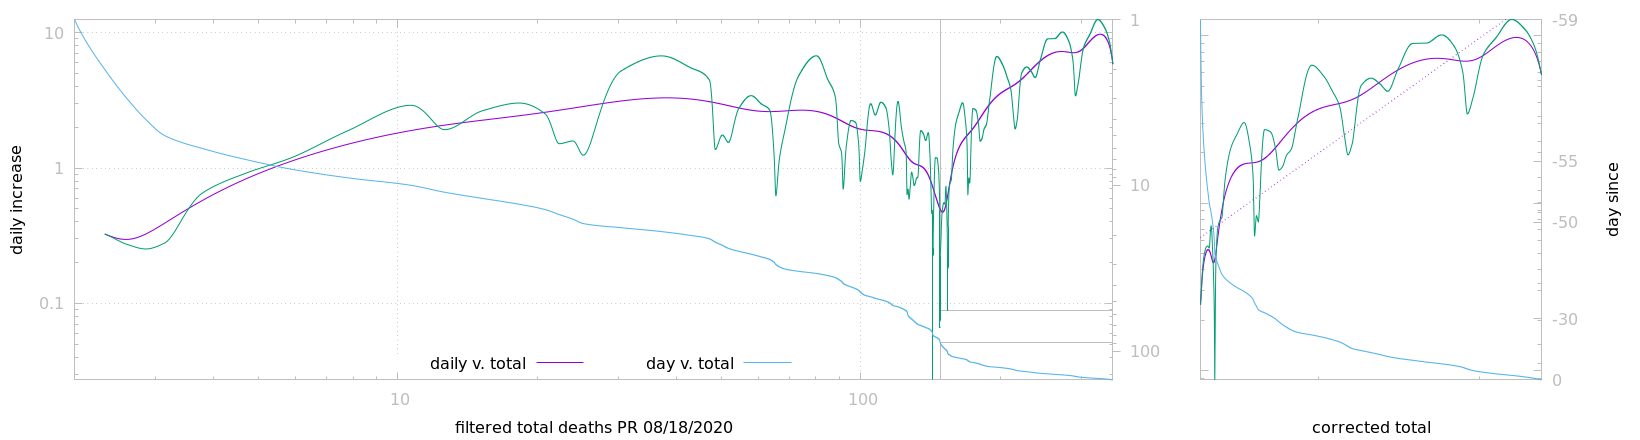 10
1
0.1
daily increase
daily v. total
day v. total
10
100
filtered total deaths PR 08/18/2020
1
10
100
-59
-55
-50
-30
0
day since
corrected total